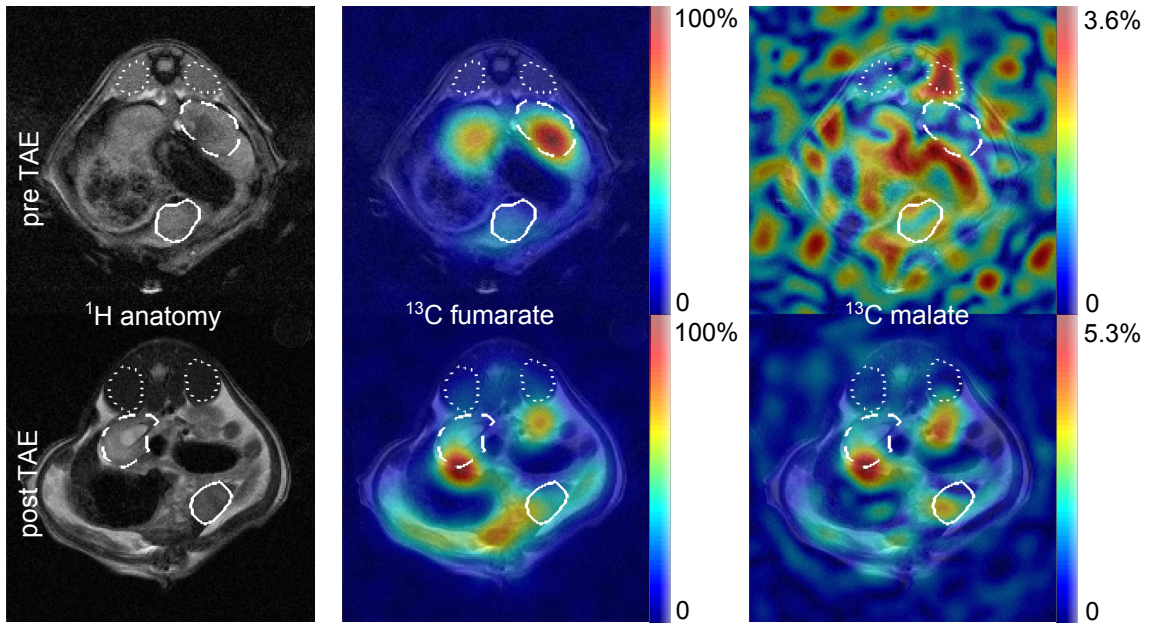 100%
3.6%
pre TAE
0
0
¹H anatomy
¹³C fumarate
¹³C malate
100%
5.3%
post TAE
0
0